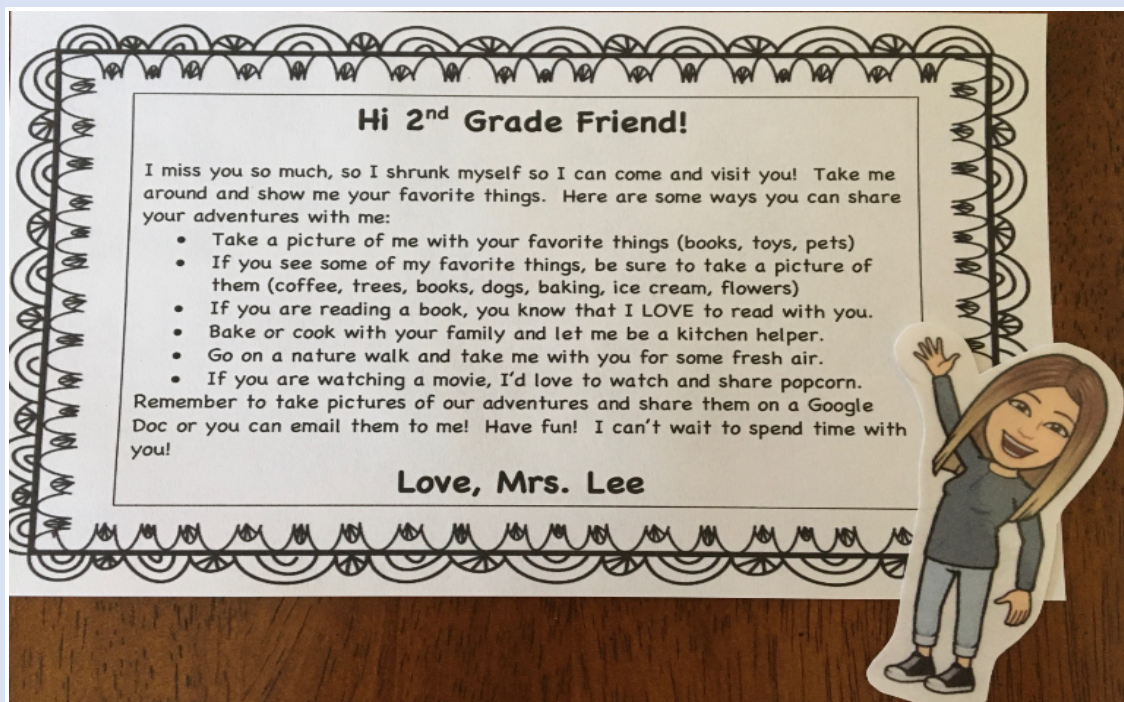 Hi 2nd Grade Friend!
I miss you so much, so I shrunk myself so I can come and visit you! Take me
around and show me your favorite things. Here are some ways you can share
your adventures with me:
• Take a picture of me with your favorite things (books, toys, pets)
• If you see some of my favorite things, be sure to take a picture of
them (coffee, trees, books, dogs, baking, ice cream, flowers)
• If you are reading a book, you know that I LOVE to read with you.
• Bake or cook with your family and let me be a kitchen helper.
• Go on a nature walk and take me with you for some fresh air.
• If you are watching a movie, I'd love to watch and share popcorn.
Remember to take pictures of our adventures and share them on a Google
Doc or you can email them to me! Have fun! I can't wait to spend time with
you!
Love, Mrs. Lee